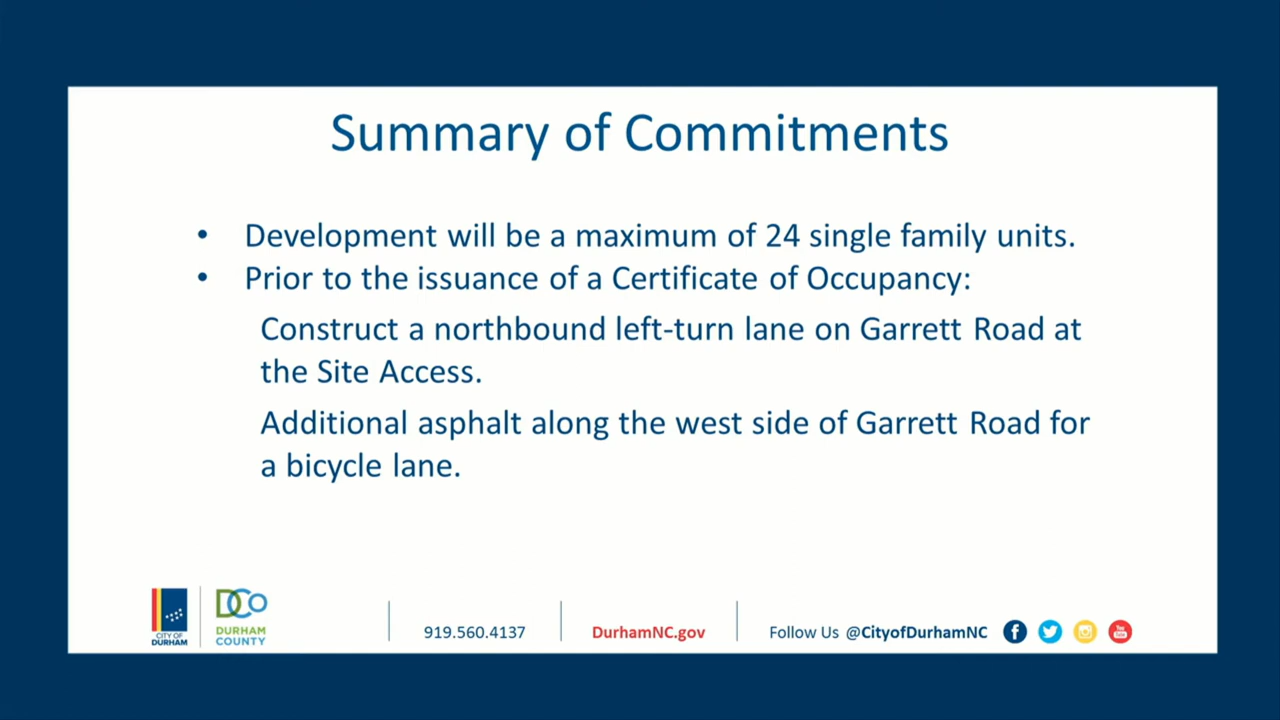 Summary of Commitments
• Development will be a maximum of 24 single family units.
• Prior to the issuance of a Certificate of Occupancy:
Construct a northbound left-turn lane on Garrett Road at
the Site Access.
Additional asphalt along the west side of Garrett Road for
a bicycle lane.
CITY OF
DURHAM
DCo
DURHAM
COUNTY
919.560.4137
DurhamNC.gov
Follow Us @CityofDurhamNC